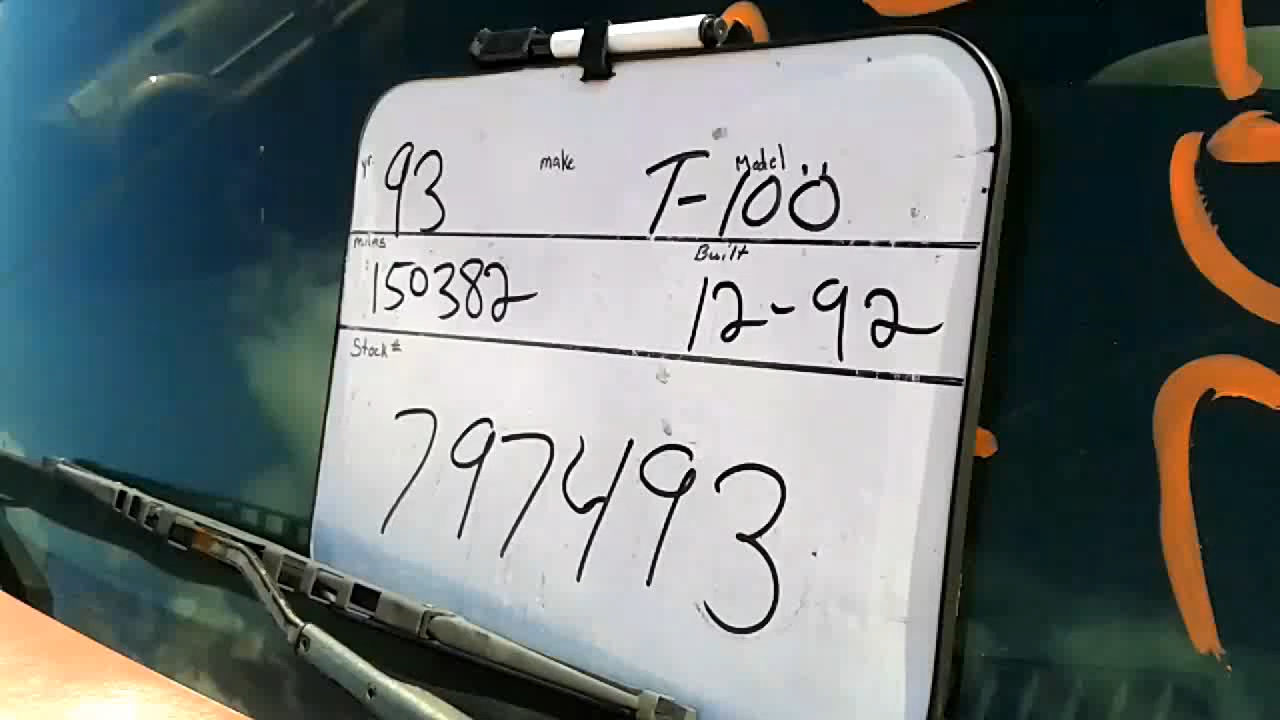 yr. 93 make Model T-100
miles Built
150382 12-92
Stock#
797493